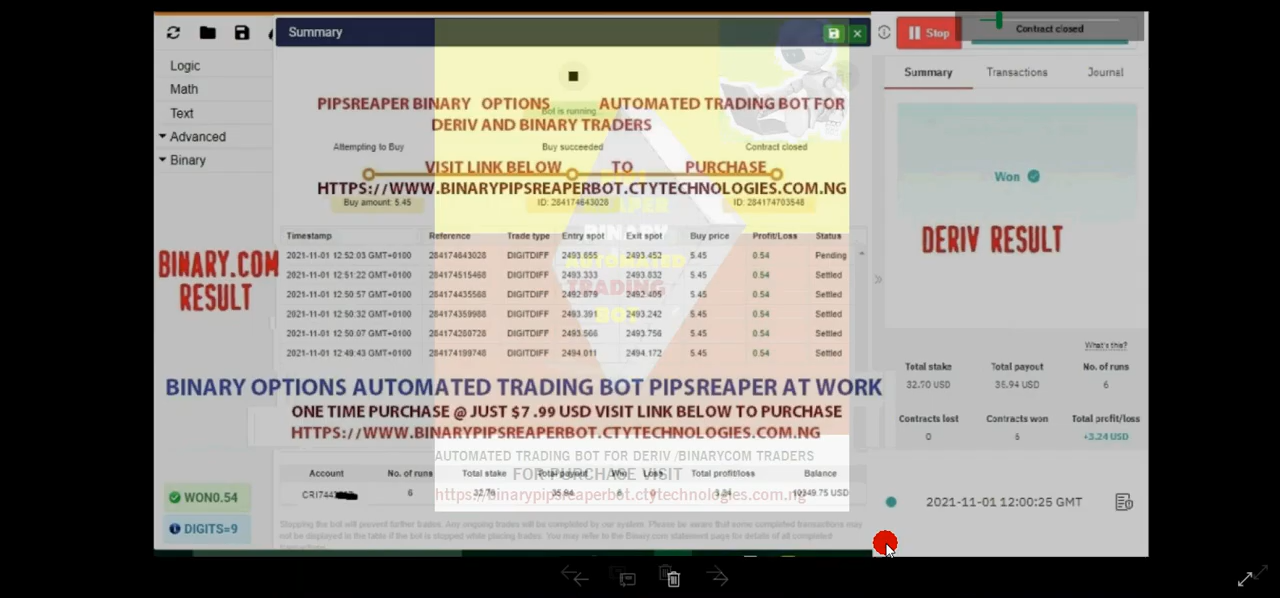 Summary
Stop
Contract closed
Logic
Math
Text
Advanced
Binary
PIPSREAPER BINARY OPTIONS AUTOMATED TRADING BOT FOR
Bot is running
DERIV AND BINARY TRADERS
Attempting to Buy Buy succeeded Contract closed
VISIT LINK BELOW TO PURCHASE
HTTPS://WWW.BINARYPIPSREAPERBOT.CTYTECHNOLOGIES.COM.NG
Buy amount: 5.45 ID: 284174643028 ID: 284174703548
BINARY
AUTOMATED
TRADING
BOT
Timestamp Reference Trade type Entry spot Exit spot Buy price Profit/Loss Status
2021-11-01 12:52:03 GMT+0100 284174643028 DIGITDIFF 2493.655 2493.452 5.45 0.54 Pending
2021-11-01 12:51:22 GMT+0100 284174515468 DIGITDIFF 2493.333 2493.832 5.45 0.54 Settled
2021-11-01 12:50:57 GMT+0100 284174435568 DIGITDIFF 2492.879 2492.405 5.45 0.54 Settled
2021-11-01 12:50:32 GMT+0100 284174359988 DIGITDIFF 2493.391 2493.242 5.45 0.54 Settled
2021-11-01 12:50:07 GMT+0100 284174280728 DIGITDIFF 2493.566 2493.756 5.45 0.54 Settled
2021-11-01 12:49:43 GMT+0100 284174199748 DIGITDIFF 2494.011 2494.172 5.45 0.54 Settled
BINARY.COM
RESULT
BINARY OPTIONS AUTOMATED TRADING BOT PIPSREAPER AT WORK
ONE TIME PURCHASE @ JUST $7 .99 USD VISIT LINK BELOW TO PURCHASE
HTTPS://WWW.BINARYPIPSREAPERBOT.CTYTECHNOLOGIES.COM.NG
AUTOMATED TRADING BOT FOR DERIV /BINARYCOM TRADERS
FOR PURCHASE VISIT
https://binarypipsreaperbot.ctytechnologies.com.ng
Account No. of runs Total stake Total payout Win Loss Total profit/loss Balance
6 32.70 35.94 6 0 3.24 10349.75 USD
Stopping the bot will prevent further trades. Any ongoing trades will be completed by our system. Please be aware that some completed transactions may
not be displayed in the table if the bot is stopped while placing trades. You may refer to the Binary.com statement page for details of all completed
transactions.
WON0.54
DIGITS=9
Summary Transactions Journal
Won
DERIV RESULT
What's this?
Total stake Total payout No. of runs
32.70 USD 35.94 USD 6
Contracts lost Contracts won Total profit/loss
0 6 +3.24 USD
2021-11-01 12:00:25 GMT